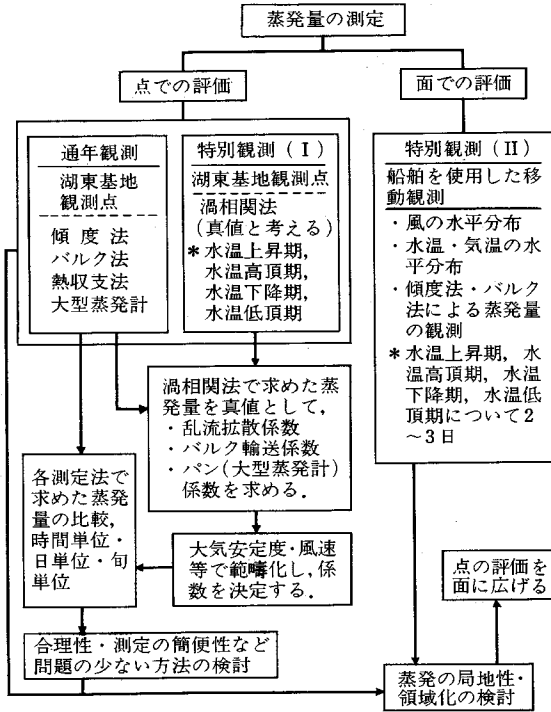 蒸発量の測定
点での評価
面での評価
通年観測
湖東基地
観測点
傾度法
バルク法
熱収支法
大型蒸発計
特別観測(I)
湖東基地観測点
渦相関法
(真値と考える)
*水温上昇期,
水温高頂期,
水温下降期,
水温低頂期
特別観測(II)
船舶を使用した移
動観測
・風の水平分布
・水温・気温の水
平分布
・傾度法・バルク
法による蒸発量
の観測
*水温上昇期, 水
温高頂期, 水温
下降期, 水温低
頂期について2
~3日
渦相関法で求めた蒸
発量を真値として,
・乱流拡散係数
・バルク輸送係数
・パン(大型蒸発計)
係数を求める.
各測定法で
求めた蒸発
量の比較,
時間単位・
日単位・旬
単位
大気安定度・風速
等で範疇化し, 係
数を決定する.
点の評価を
面に広げる
合理性・測定の簡便性など
問題の少ない方法の検討
蒸発の局地性・
領域化の検討